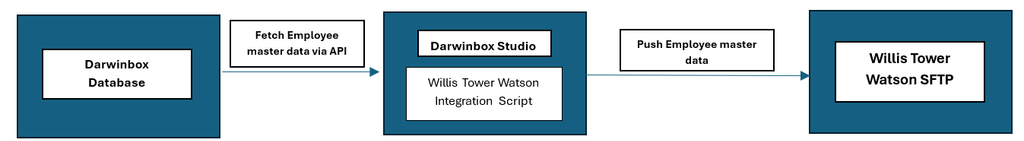 Darwinbox
Database
Fetch Employee
master data via API
Darwinbox Studio
Willis Tower Watson
Integration Script
Push Employee master
data
Willis Tower
Watson SFTP